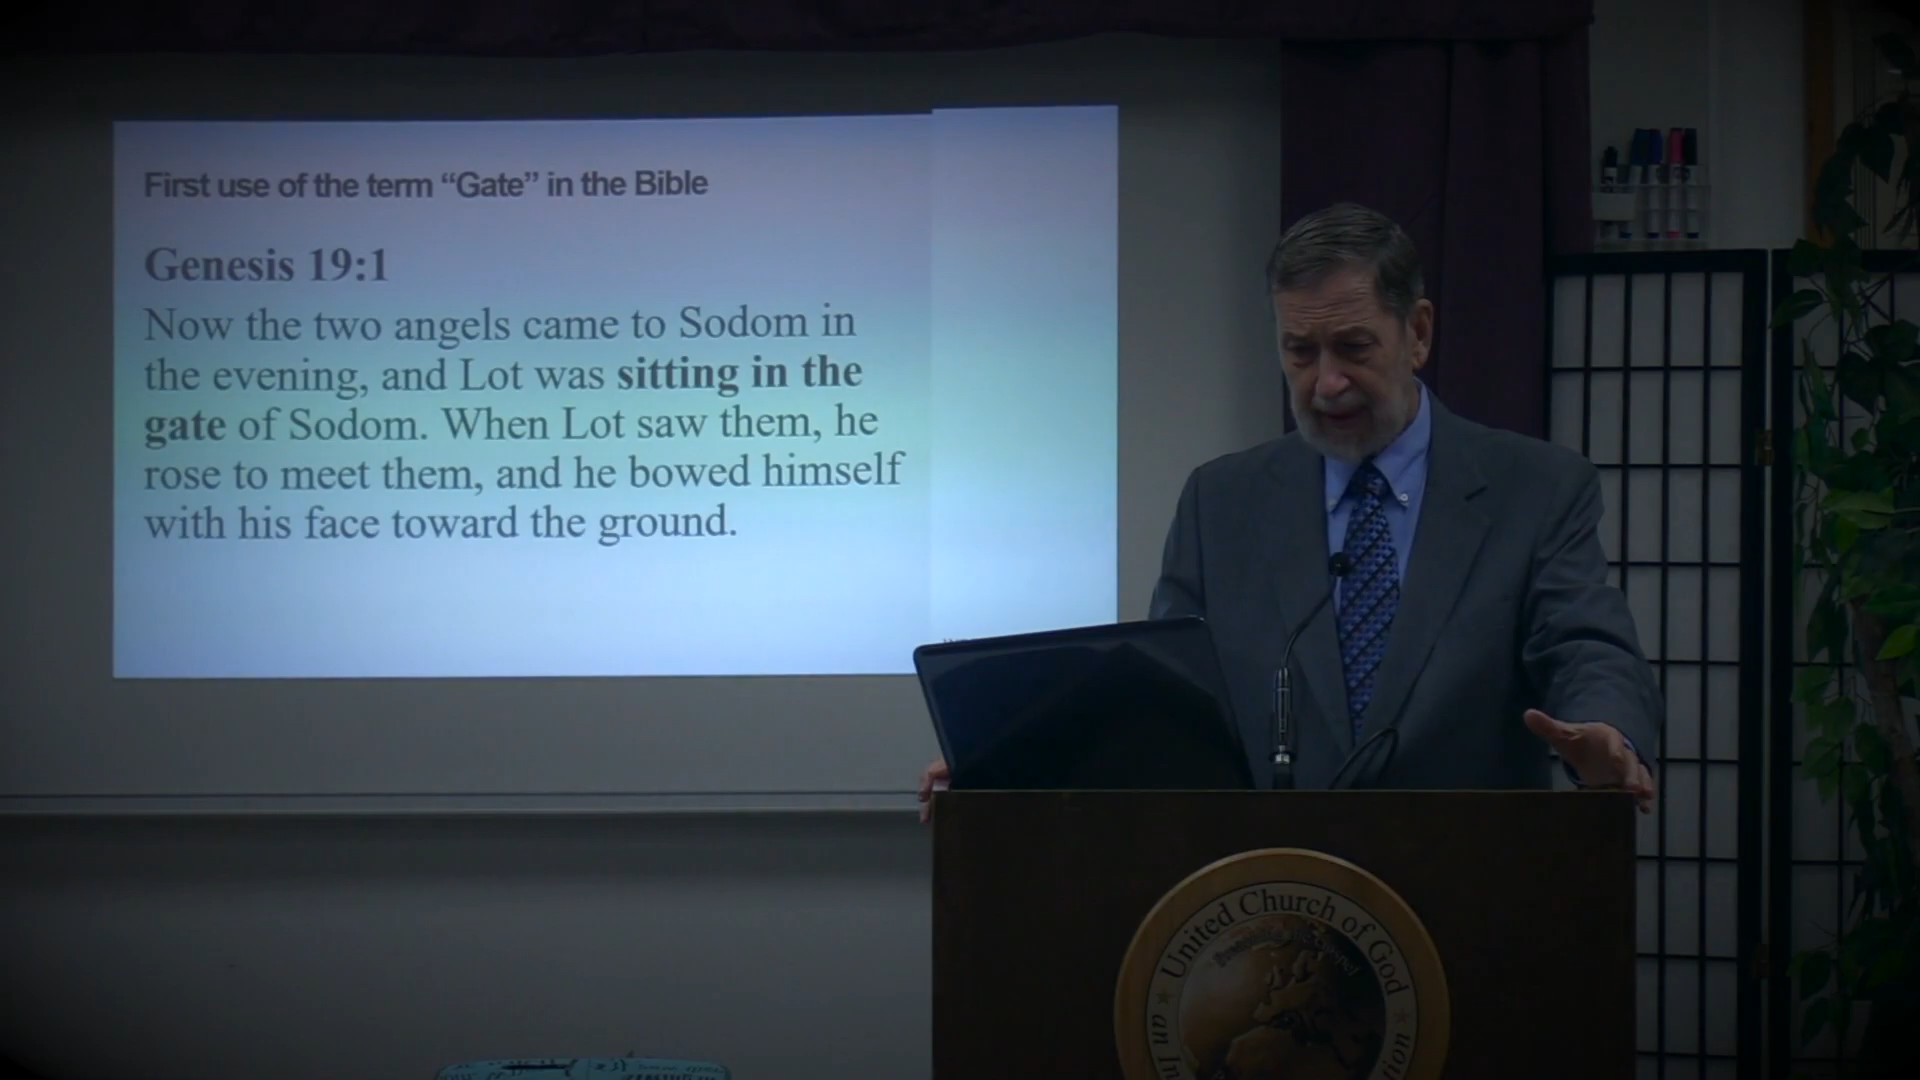 First use of the term “Gate” in the Bible
Genesis 19:1
Now the two angels came to Sodom in
the evening, and Lot was sitting in the
gate of Sodom. When Lot saw them, he
rose to meet them, and he bowed himself
with his face toward the ground.
United Church of God
an